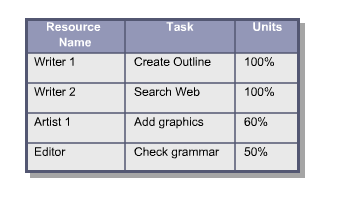 Resource Name Task Units
Writer 1 Create Outline 100%
Writer 2 Search Web 100%
Artist 1 Add graphics 60%
Editor Check grammar 50%